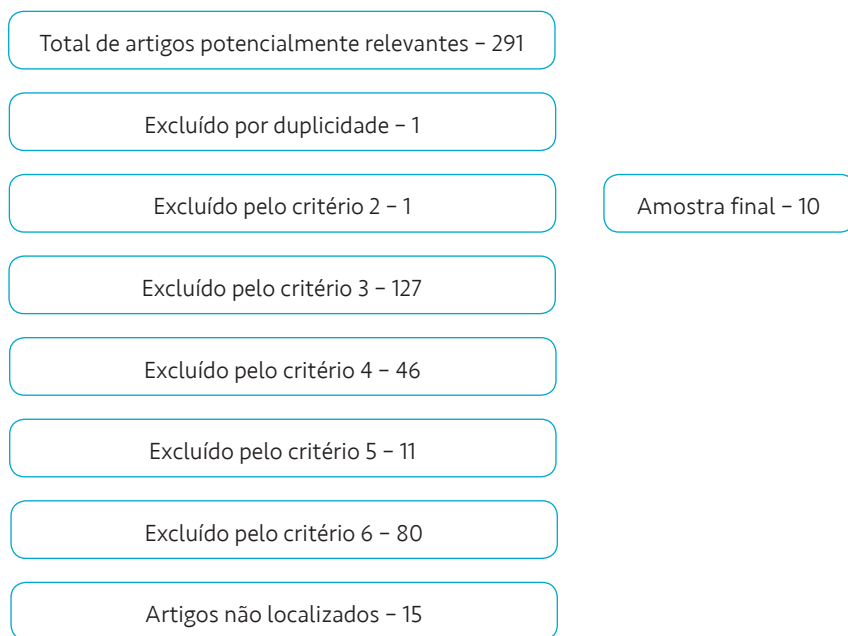 Total de artigos potencialmente relevantes – 291
Excluído por duplicidade – 1
Excluído pelo critério 2 – 1
Amostra final – 10
Excluído pelo critério 3 – 127
Excluído pelo critério 4 – 46
Excluído pelo critério 5 – 11
Excluído pelo critério 6 – 80
Artigos não localizados – 15